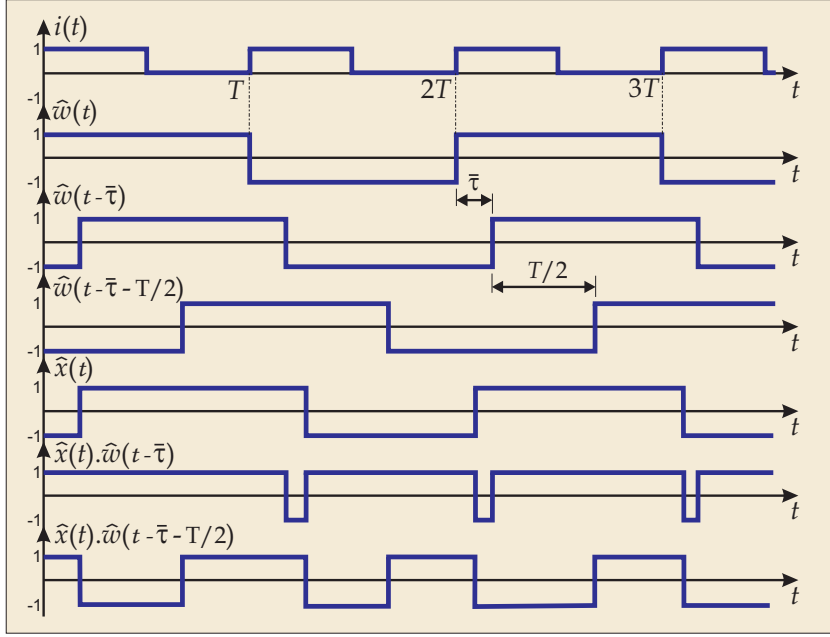 i(t)
1
-1
T 2T 3T t
ŵ(t)
1
-1
t
ŵ(t-τ̄)
τ̄
1
-1
t
ŵ(t-τ̄-T/2)
T/2
1
-1
t
x̂(t)
1
-1
t
x̂(t).ŵ(t-τ̄)
1
-1
t
x̂(t).ŵ(t-τ̄-T/2)
1
-1
t